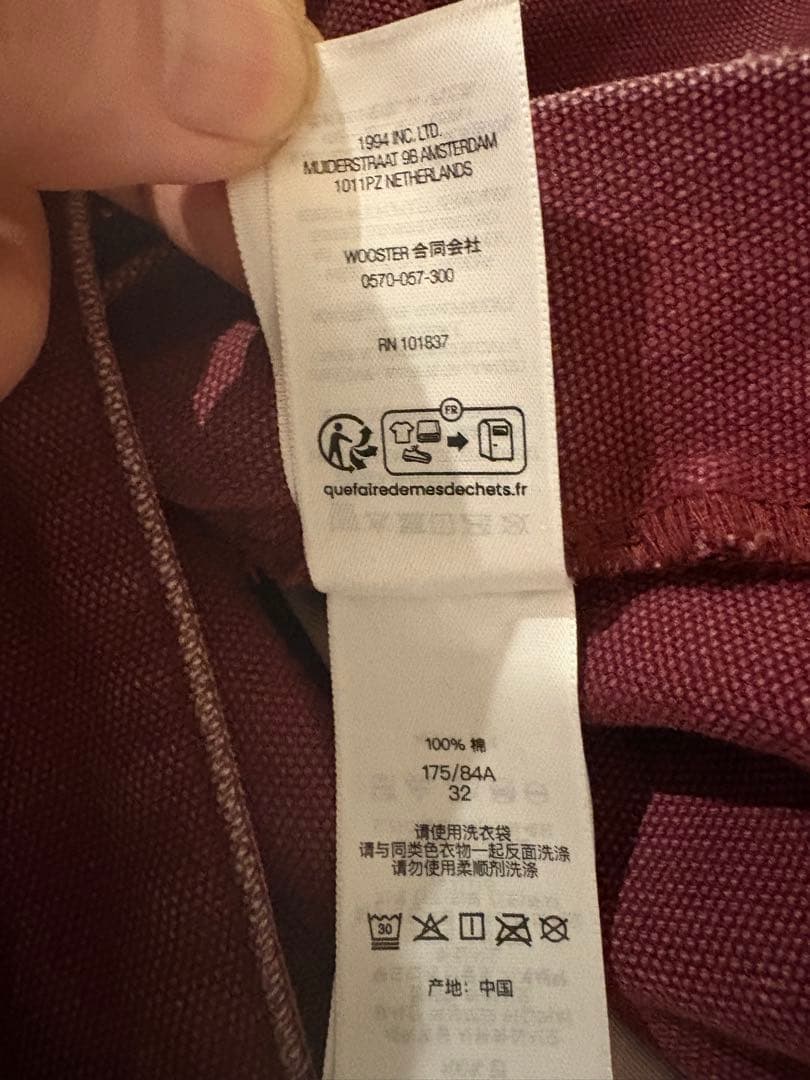 1994 INC. LTD.
MUIDERSTRAAT 9B AMSTERDAM
1011PZ NETHERLANDS
WOOSTER 合同会社
0570-057-300
RN 101837
FR
quefairedemesdechets.fr
100% 棉
175/84A
32
请使用洗衣袋
请与同类色衣物一起反面洗涤
请勿使用柔顺剂洗涤
30
产地：中国